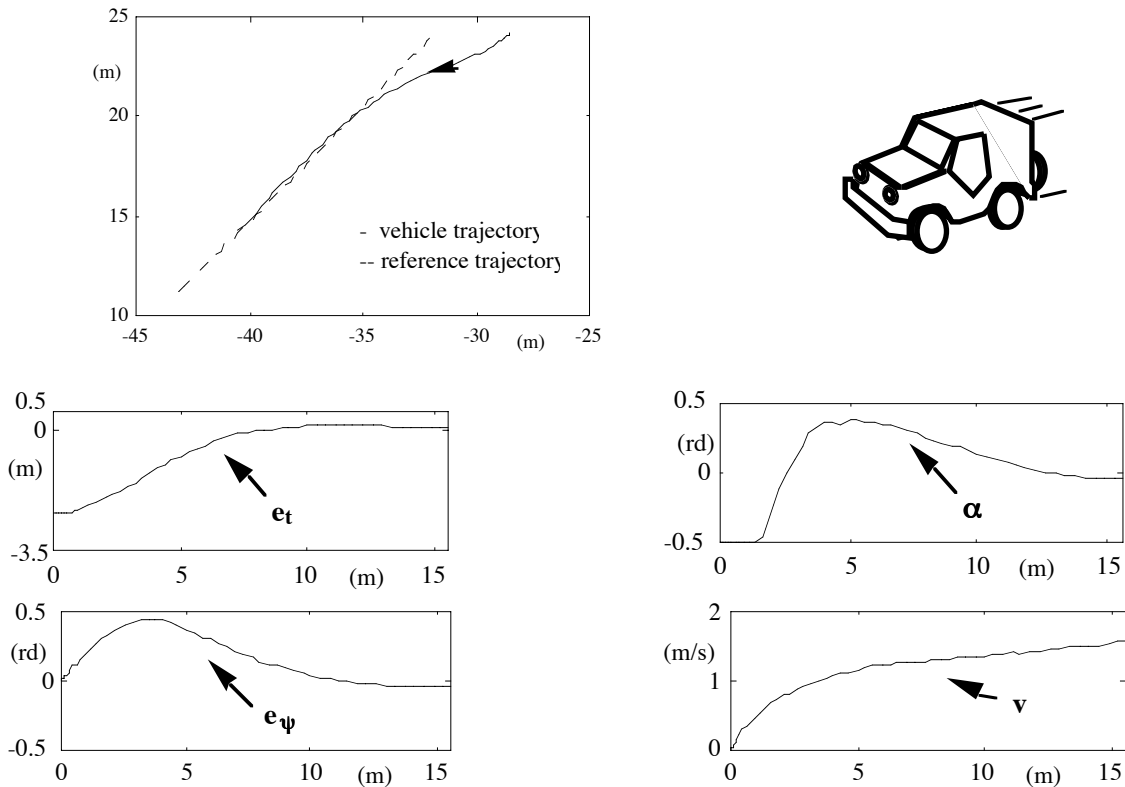 25
(m)
20
15
- vehicle trajectory
-- reference trajectory
10
-45
-40
-35
-30
-25
(m)
0.5
0
(m)
-3.5
e_t
0
5
10
(m)
15
0.5
(rd)
0
-0.5
α
0
5
10
(m)
15
0.5
(rd)
0
-0.5
e_ψ
0
5
10
(m)
15
2
(m/s)
1
0
v
0
5
10
(m)
15